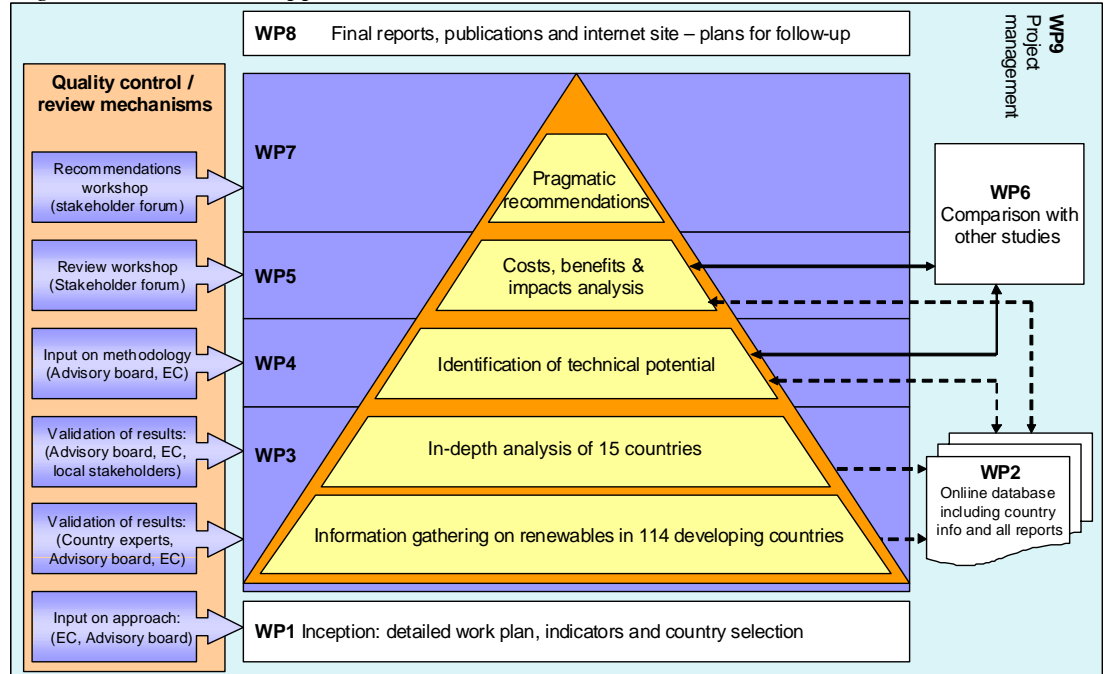 WP8 Final reports, publications and internet site – plans for follow-up
WP9
Project
management
Quality control /
review mechanisms
Recommendations
workshop
(stakeholder forum)
Review workshop
(Stakeholder forum)
Input on methodology
(Advisory board, EC)
Validation of results:
(Advisory board, EC,
local stakeholders)
Validation of results:
(Country experts,
Advisory board, EC)
Input on approach:
(EC, Advisory board)
WP7
Pragmatic
recommendations
WP5
Costs, benefits &
impacts analysis
WP4
Identification of technical potential
WP3
In-depth analysis of 15 countries
Information gathering on renewables in 114 developing countries
WP1 Inception: detailed work plan, indicators and country selection
WP6
Comparison with
other studies
WP2
Online database
including country
info and all reports